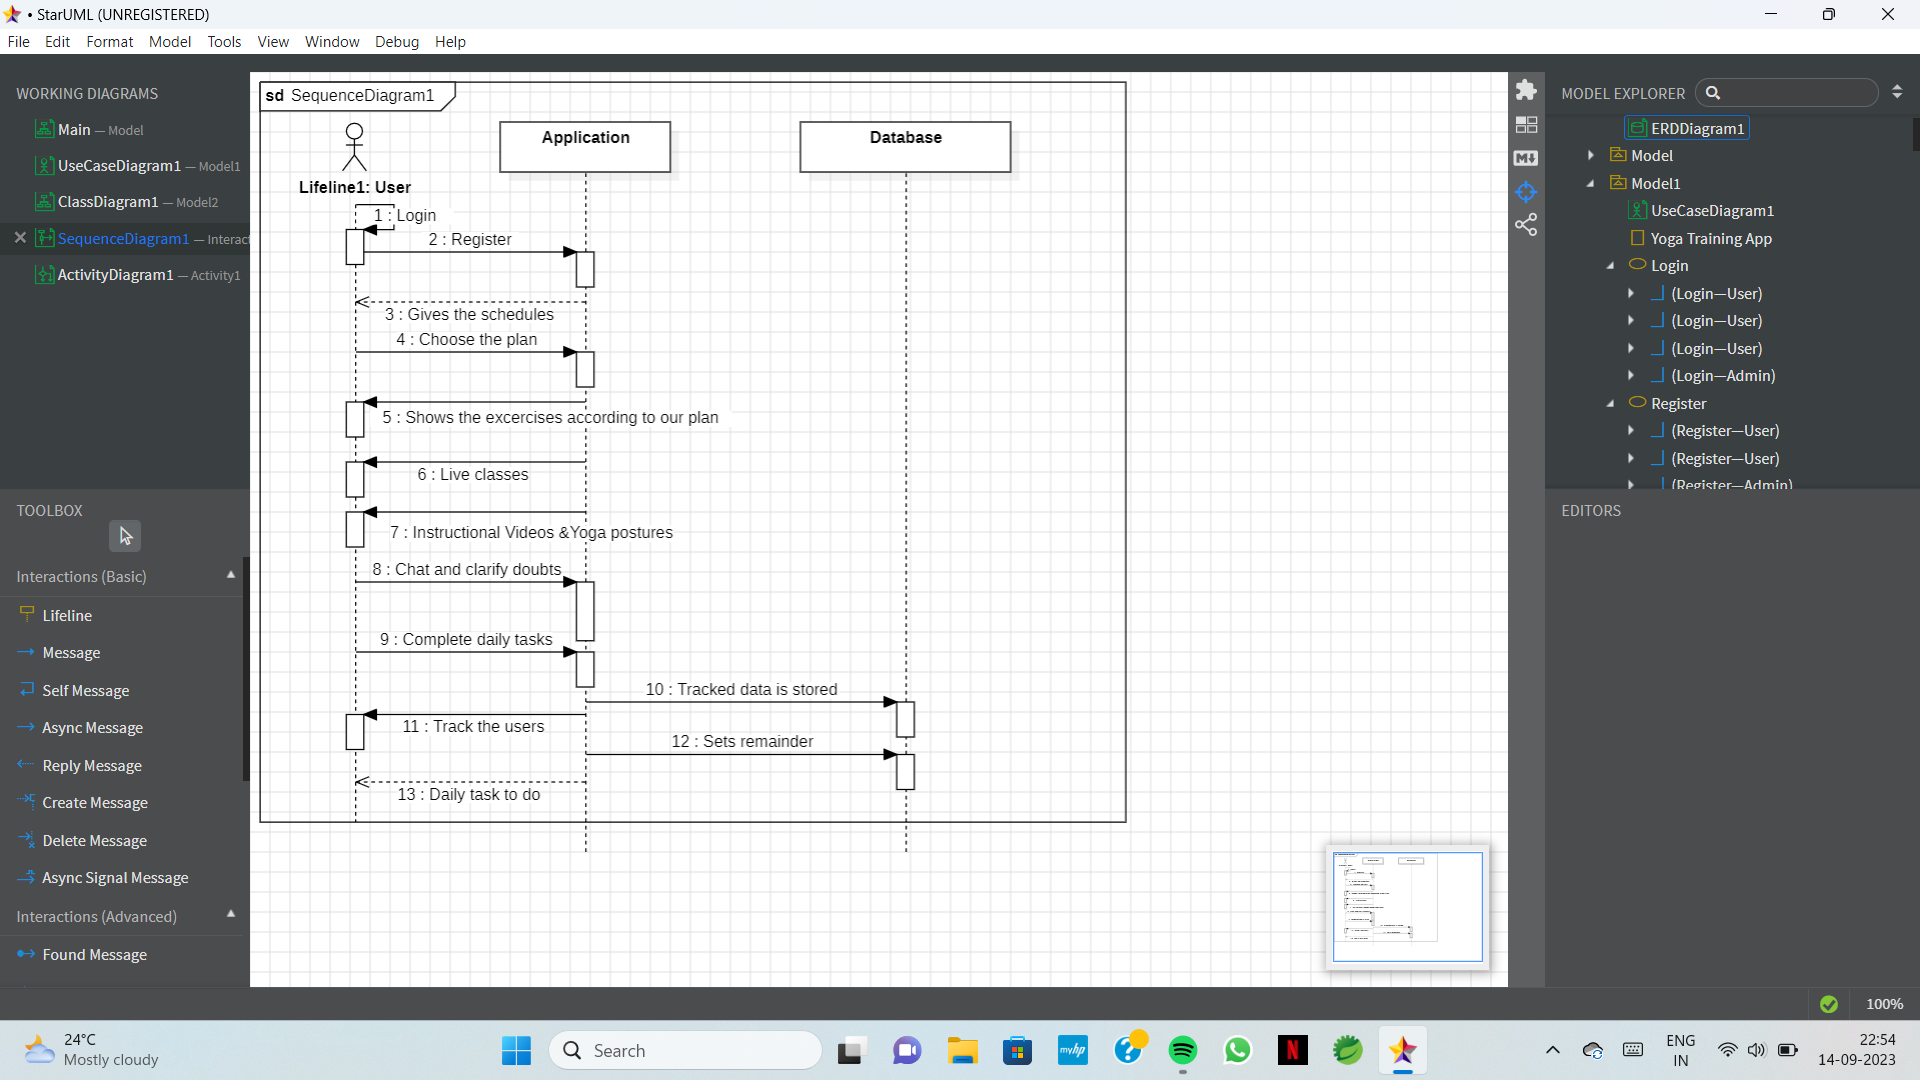 • StarUML (UNREGISTERED)
File Edit Format Model Tools View Window Debug Help
WORKING DIAGRAMS
Main — Model
UseCaseDiagram1 — Model1
ClassDiagram1 — Model2
SequenceDiagram1 — Interact
ActivityDiagram1 — Activity1
TOOLBOX
Interactions (Basic)
Lifeline
Message
Self Message
Async Message
Reply Message
Create Message
Delete Message
Async Signal Message
Interactions (Advanced)
Found Message
sd SequenceDiagram1
Application
Database
Lifeline1: User
1 : Login
2 : Register
3 : Gives the schedules
4 : Choose the plan
5 : Shows the excercises according to our plan
6 : Live classes
7 : Instructional Videos &Yoga postures
8 : Chat and clarify doubts
9 : Complete daily tasks
10 : Tracked data is stored
11 : Track the users
12 : Sets remainder
13 : Daily task to do
MODEL EXPLORER
ERDDiagram1
Model
Model1
UseCaseDiagram1
Yoga Training App
Login
(Login—User)
(Login—User)
(Login—User)
(Login—Admin)
Register
(Register—User)
(Register—User)
(Register—Admin)
EDITORS
M
100%
24°C
Mostly cloudy
Search
myhp
?
N
ENG
IN
22:54
14-09-2023